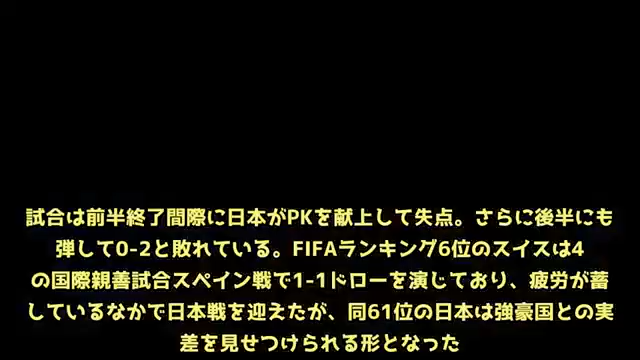 試合は前半終了間際に日本がPKを献上して失点。さらに後半にも
弾して0-2と敗れている。FIFAランキング6位のスイスは4
の国際親善試合スペイン戦で1-1ドローを演じており、疲労が蓄
しているなかで日本戦を迎えたが、同61位の日本は強豪国との実
差を見せつけられる形となった